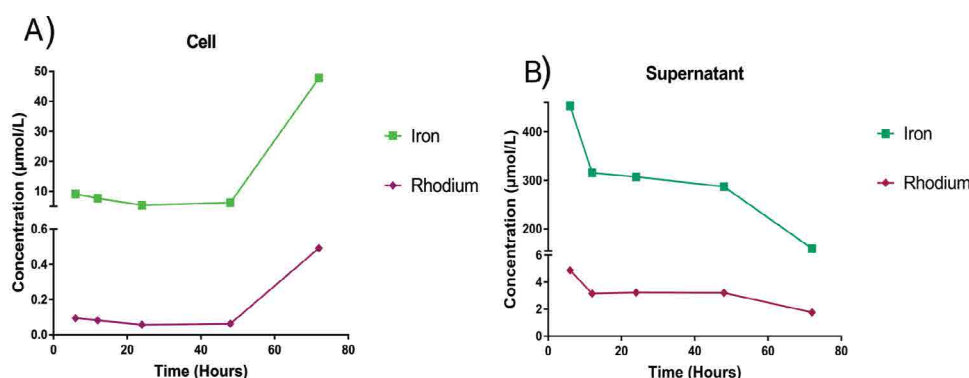 A)
Cell
Concentration (µmol/L)
50
40
30
20
10
0.6
0.4
0.2
0.0
0
20
40
60
80
Time (Hours)
Iron
Rhodium
B)
Supernatant
Concentration (µmol/L)
400
300
200
6
4
2
0
0
20
40
60
80
Time (Hours)
Iron
Rhodium